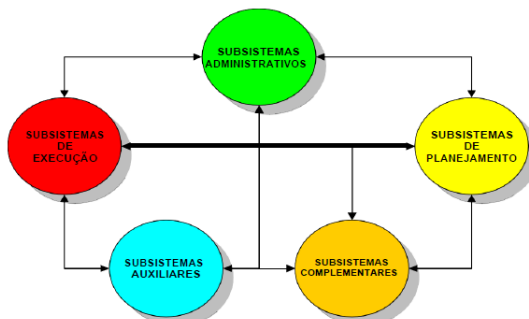 SUBSISTEMAS
ADMINISTRATIVOS
SUBSISTEMAS
DE
EXECUÇÃO
SUBSISTEMAS
DE
PLANEJAMENTO
SUBSISTEMAS
AUXILIARES
SUBSISTEMAS
COMPLEMENTARES